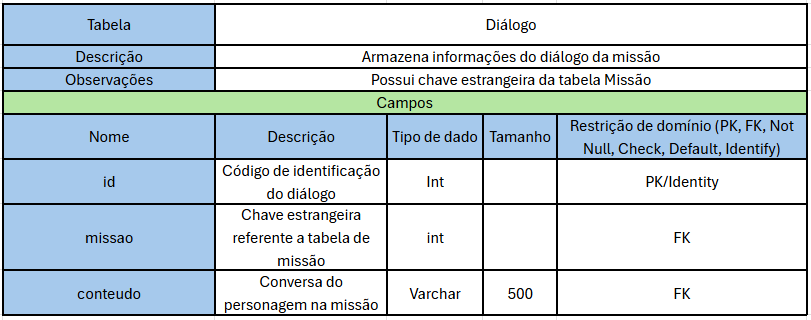 Tabela Diálogo
Descrição Armazena informações do diálogo da missão
Observações Possui chave estrangeira da tabela Missão
Campos
Nome Descrição Tipo de dado Tamanho Restrição de domínio (PK, FK, Not
Null, Check, Default, Identify)
id Código de identificação
do diálogo Int PK/Identity
missao Chave estrangeira
referente a tabela de
missão int FK
conteudo Conversa do
personagem na missão Varchar 500 FK